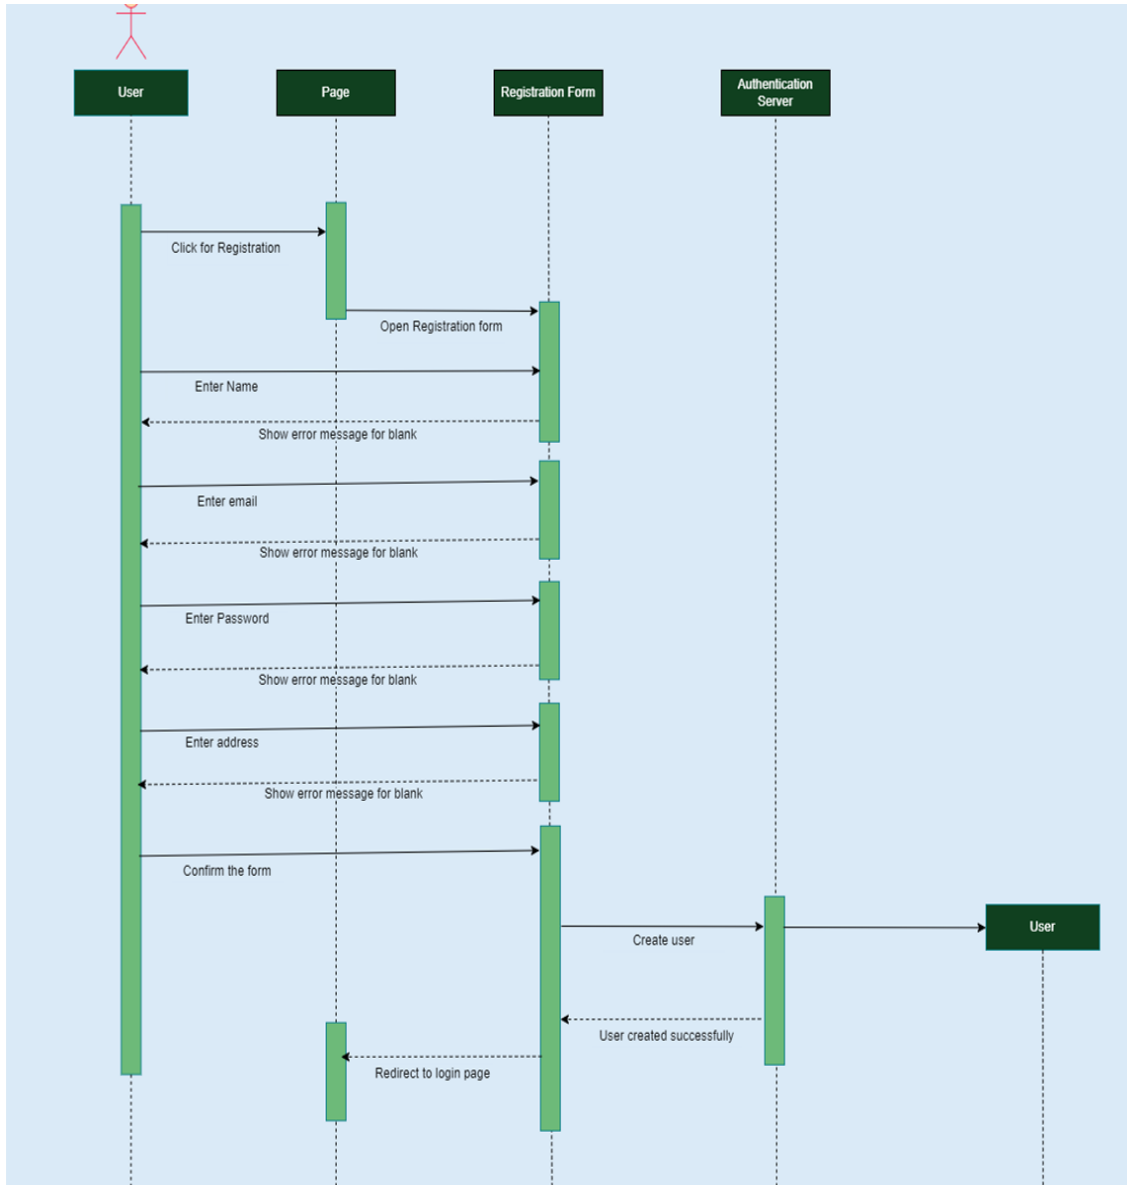 User
Page
Registration Form
Authentication
Server
Click for Registration
Open Registration form
Enter Name
Show error message for blank
Enter email
Show error message for blank
Enter Password
Show error message for blank
Enter address
Show error message for blank
Confirm the form
Create user
User
User created successfully
Redirect to login page